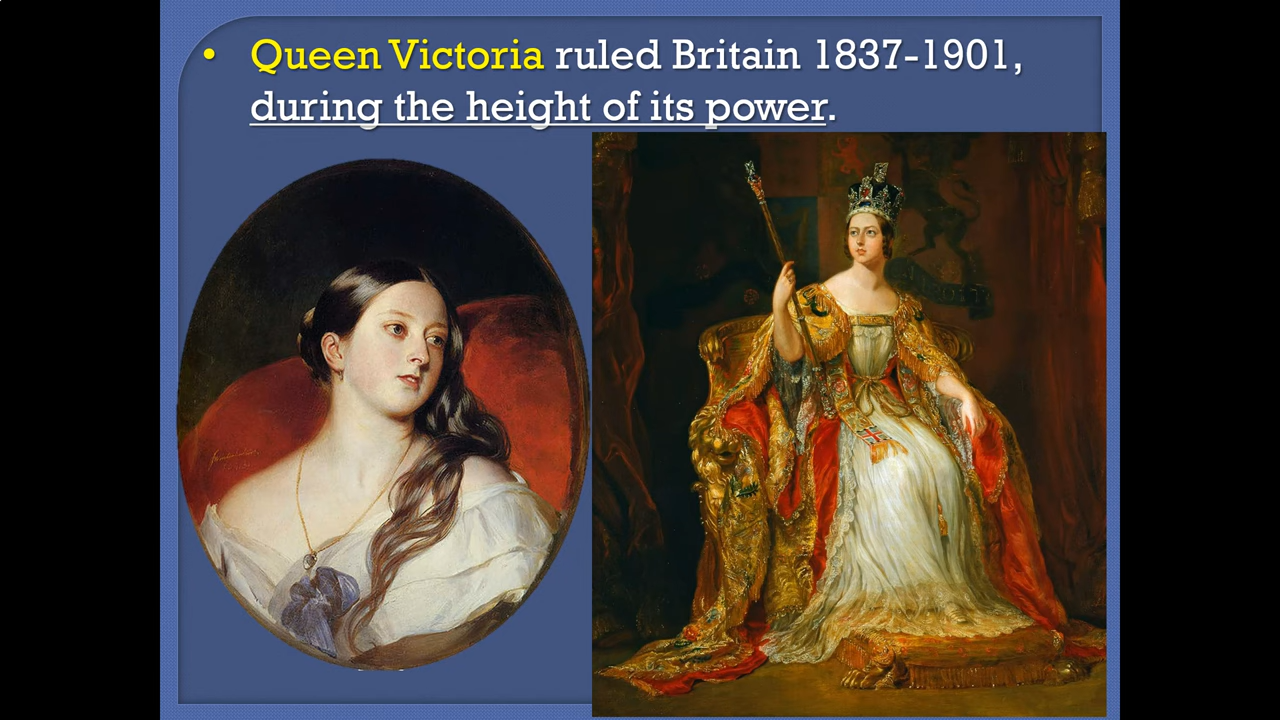 • Queen Victoria ruled Britain 1837-1901,
during the height of its power.